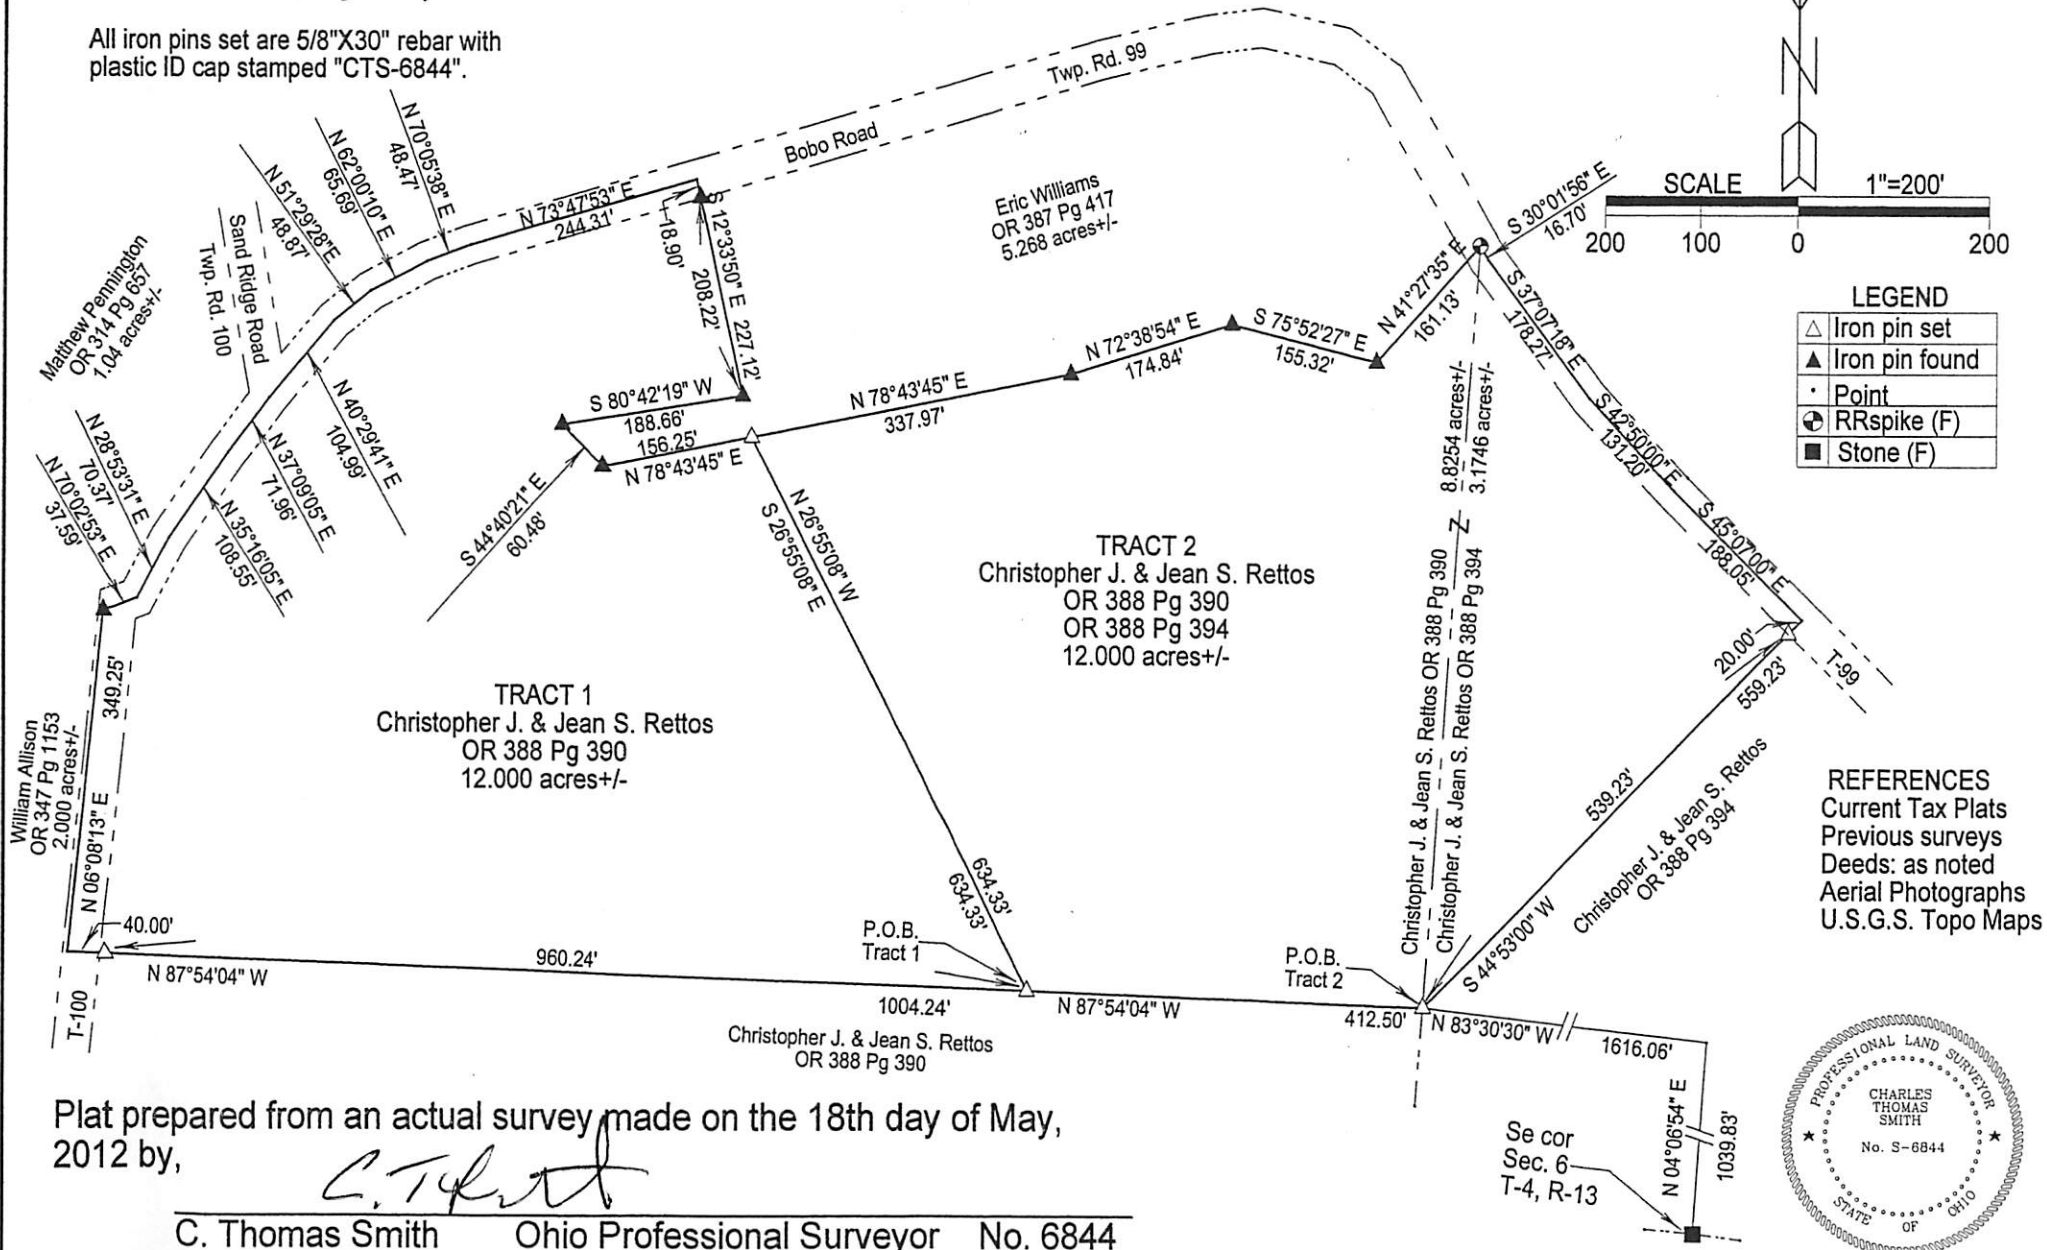 All iron pins set are 5/8"X30" rebar with
plastic ID cap stamped "CTS-6844".
N 70°05'38" E
48.47'
N 62°00'10" E
65.69'
N 51°29'28"E
48.87'
Sand Ridge Road
Twp. Rd. 100
Matthew Pennington
OR 314 Pg 657
1.04 acres+/-
N 28°53'31" E
70.37'
N 70°02'53" E
37.59'
N 73°47'53" E
244.31'
Twp. Rd. 99
Bobo Road
18.90'
S 12°33'50" E 227.12'
208.22'
Eric Williams
OR 387 Pg 417
5.268 acres+/-
N
S 30°01'56" E
16.70'
SCALE 1"=200'
200 100 0 200
LEGEND
Iron pin set
Iron pin found
Point
RRspike (F)
Stone (F)
N 40°29'41" E
104.99'
N 37°09'05" E
71.96'
N 35°16'05" E
108.55'
S 80°42'19" W
188.66'
156.25'
N 78°43'45" E
S 44°40'21" E
60.48'
N 78°43'45" E
337.97'
N 72°38'54" E
174.84'
S 75°52'27" E
155.32'
N 41°27'35" E
161.13'
S 37°07'18" E
178.27'
S 42°50'00" E
131.20'
S 45°07'00" E
188.05'
20.00'
T-99
559.23'
539.23'
S 44°53'00" W
Christopher J. & Jean S. Rettos
OR 388 Pg 394
N 26°55'08" W
S 26°55'08" E
634.33'
634.33'
TRACT 2
Christopher J. & Jean S. Rettos
OR 388 Pg 390
OR 388 Pg 394
12.000 acres+/-
Christopher J. & Jean S. Rettos OR 388 Pg 390 8.8254 acres+/-
Christopher J. & Jean S. Rettos OR 388 Pg 394 3.1746 acres+/-
TRACT 1
Christopher J. & Jean S. Rettos
OR 388 Pg 390
12.000 acres+/-
William Allison
OR 347 Pg 1153
2.000 acres+/-
N 06°08'13" E
349.25'
40.00'
N 87°54'04" W
960.24'
T-100
P.O.B.
Tract 1
1004.24'
Christopher J. & Jean S. Rettos
OR 388 Pg 390
N 87°54'04" W
412.50'
P.O.B.
Tract 2
N 83°30'30" W
1616.06'
N 04°06'54" E
1039.83'
Se cor
Sec. 6
T-4, R-13
REFERENCES
Current Tax Plats
Previous surveys
Deeds: as noted
Aerial Photographs
U.S.G.S. Topo Maps
PROFESSIONAL LAND SURVEYOR
CHARLES
THOMAS
SMITH
No. S-6844
STATE OF OHIO
Plat prepared from an actual survey made on the 18th day of May,
2012 by,
C. Thomas Smith Ohio Professional Surveyor No. 6844